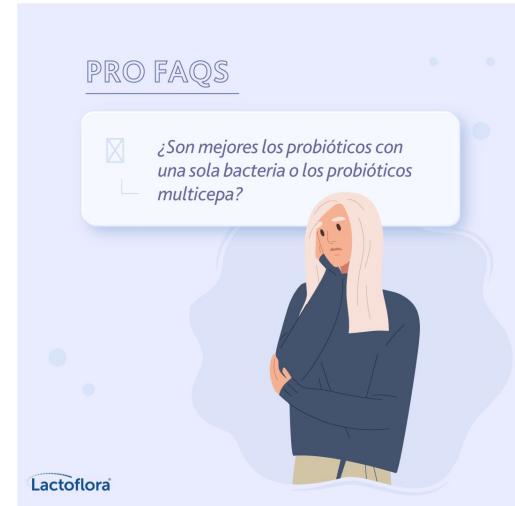 PRO FAQS
¿Son mejores los probióticos con
una sola bacteria o los probióticos
multicepa?
Lactoflora®